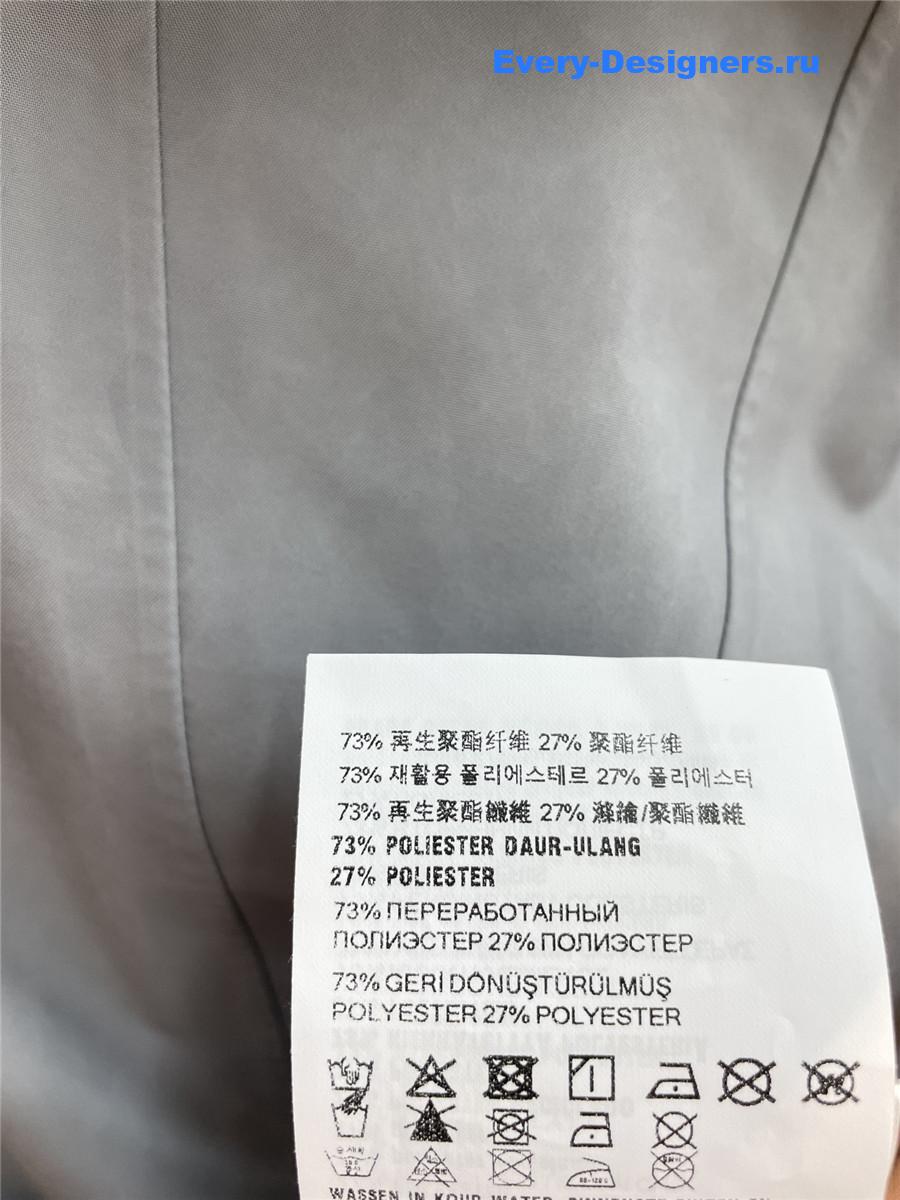 Every-Designers.ru
73% 再生聚酯纤维 27% 聚酯纤维
73% 재활용 폴리에스테르 27% 폴리에스터
73% 再生聚酯纖維 27% 滌綸/聚酯纖維
73% POLIESTER DAUR-ULANG
27% POLIESTER
73% ПЕРЕРАБОТАННЫЙ
ПОЛИЭСТЕР 27% ПОЛИЭСТЕР
73% GERİ DÖNÜŞTÜRÜLMÜŞ
POLYESTER 27% POLYESTER
WASSEN IN KOUR WATER